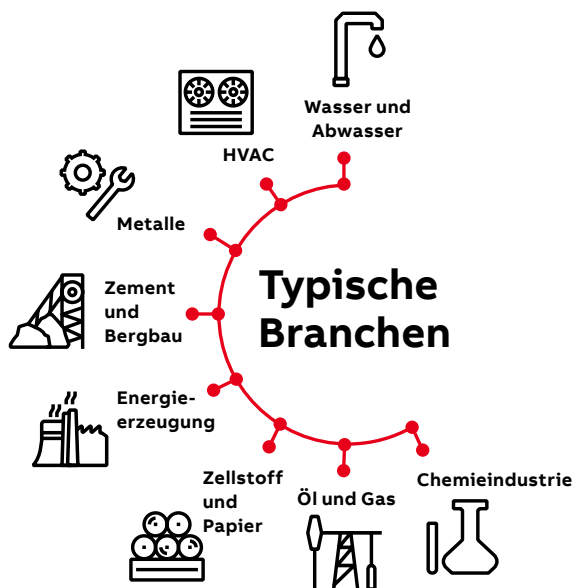 Wasser und
Abwasser
HVAC
Metalle
Zement
und
Bergbau
Typische
Branchen
Energie-
erzeugung
Zellstoff
und
Papier
Öl und Gas
Chemieindustrie